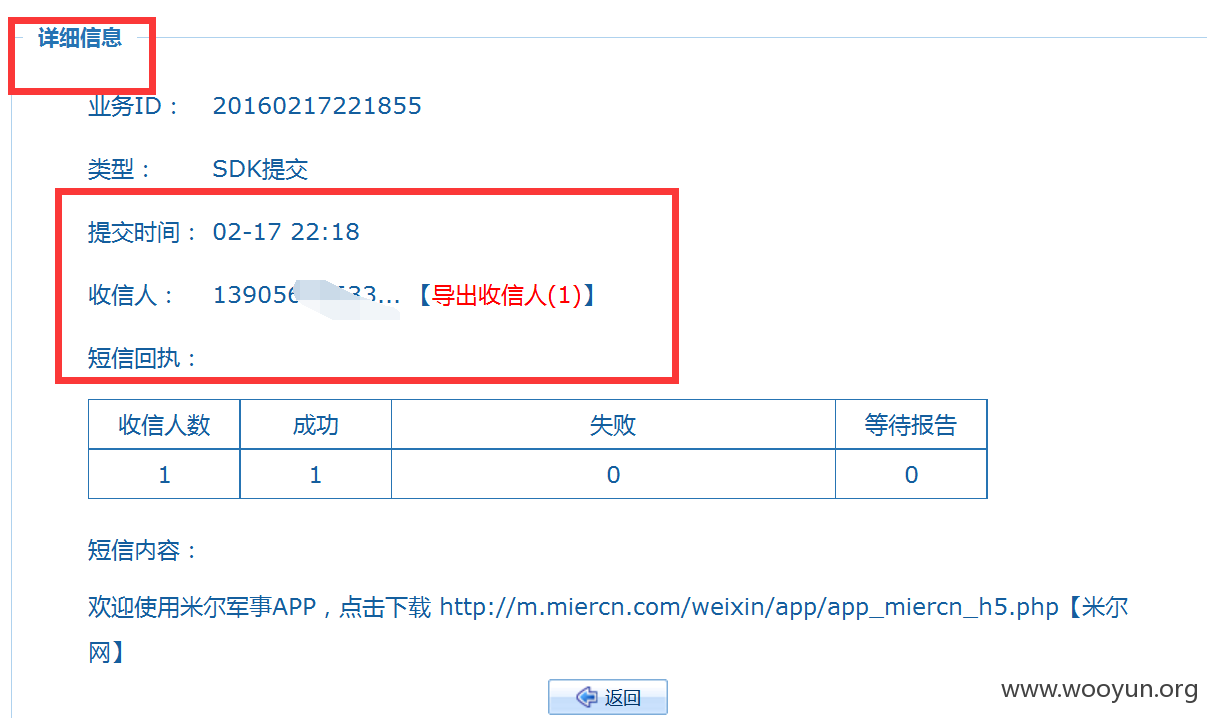 详细信息
业务ID： 20160217221855
类型： SDK提交
提交时间： 02-17 22:18
收信人： 139056 33... 【导出收信人(1)】
短信回执：
收信人数 成功 失败 等待报告
1 1 0 0
短信内容：
欢迎使用米尔军事APP，点击下载 http://m.miercn.com/weixin/app/app_miercn_h5.php【米尔
网】
返回
www.wooyun.org